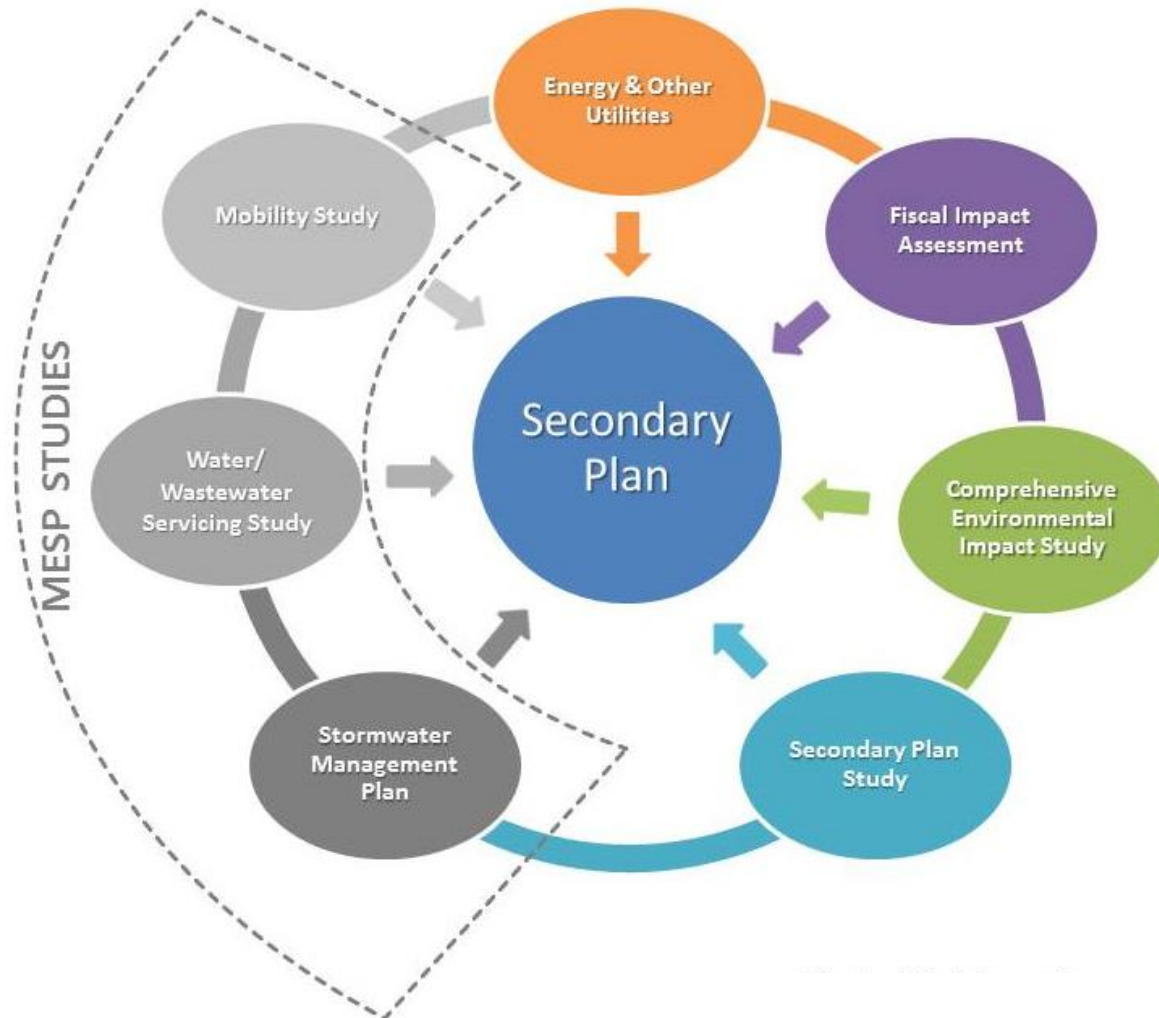 Energy & Other
Utilities
Fiscal Impact
Assessment
Mobility Study
Secondary
Plan
MESP STUDIES
Water/
Wastewater
Servicing Study
Comprehensive
Environmental
Impact Study
Stormwater
Management
Plan
Secondary Plan
Study